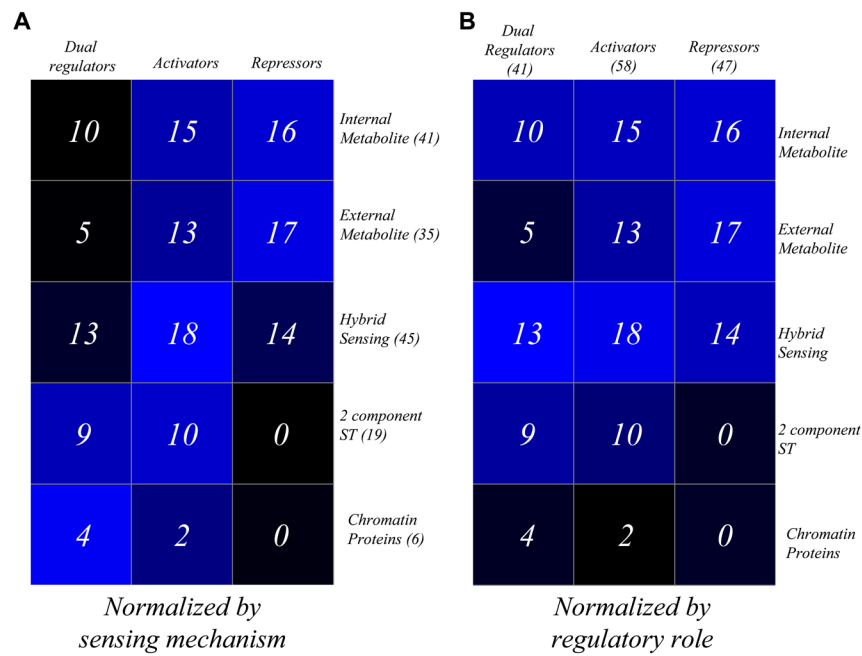 A
Dual
regulators
Activators
Repressors
10
15
16
Internal
Metabolite (41)
5
13
17
External
Metabolite (35)
13
18
14
Hybrid
Sensing (45)
9
10
0
2 component
ST (19)
4
2
0
Chromatin
Proteins (6)
Normalized by
sensing mechanism
B
Dual
Regulators
(41)
Activators
(58)
Repressors
(47)
10
15
16
Internal
Metabolite
5
13
17
External
Metabolite
13
18
14
Hybrid
Sensing
9
10
0
2 component
ST
4
2
0
Chromatin
Proteins
Normalized by
regulatory role